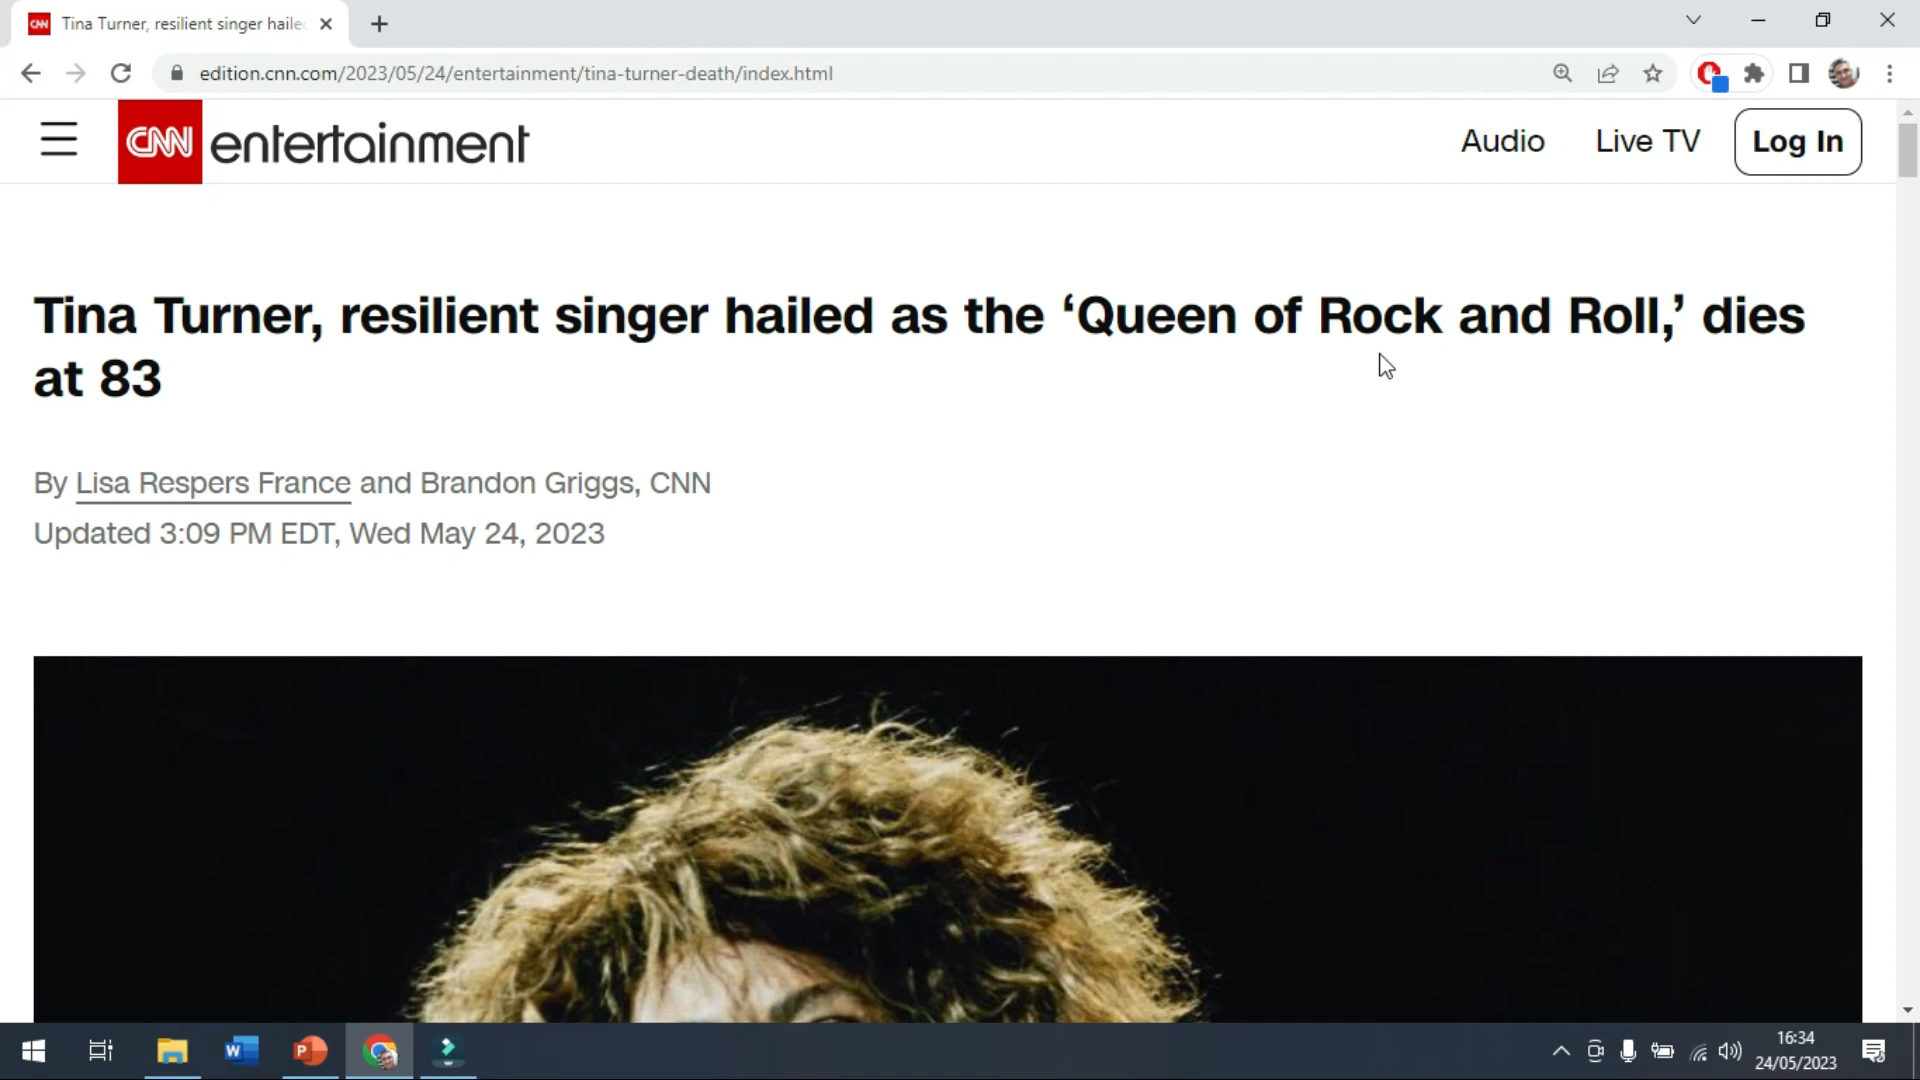 CNN Tina Turner, resilient singer haile
edition.cnn.com/2023/05/24/entertainment/tina-turner-death/index.html
CNN entertainment
Audio Live TV Log In
Tina Turner, resilient singer hailed as the ‘Queen of Rock and Roll,’ dies
at 83
By Lisa Respers France and Brandon Griggs, CNN
Updated 3:09 PM EDT, Wed May 24, 2023
W P
16:34
24/05/2023